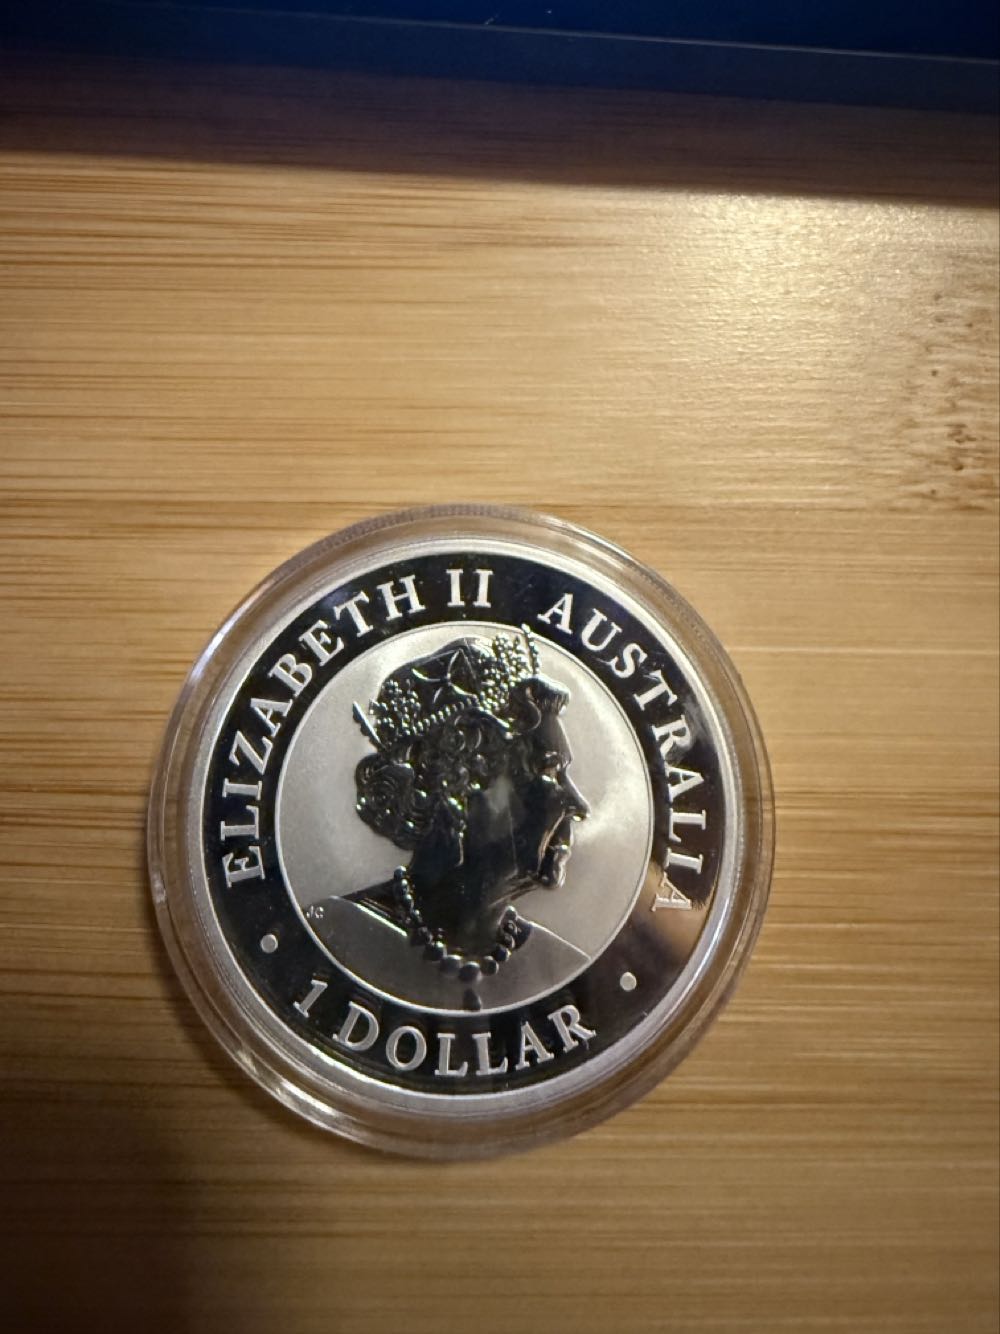 ELIZABETH II AUSTRALIA
JC
1 DOLLAR